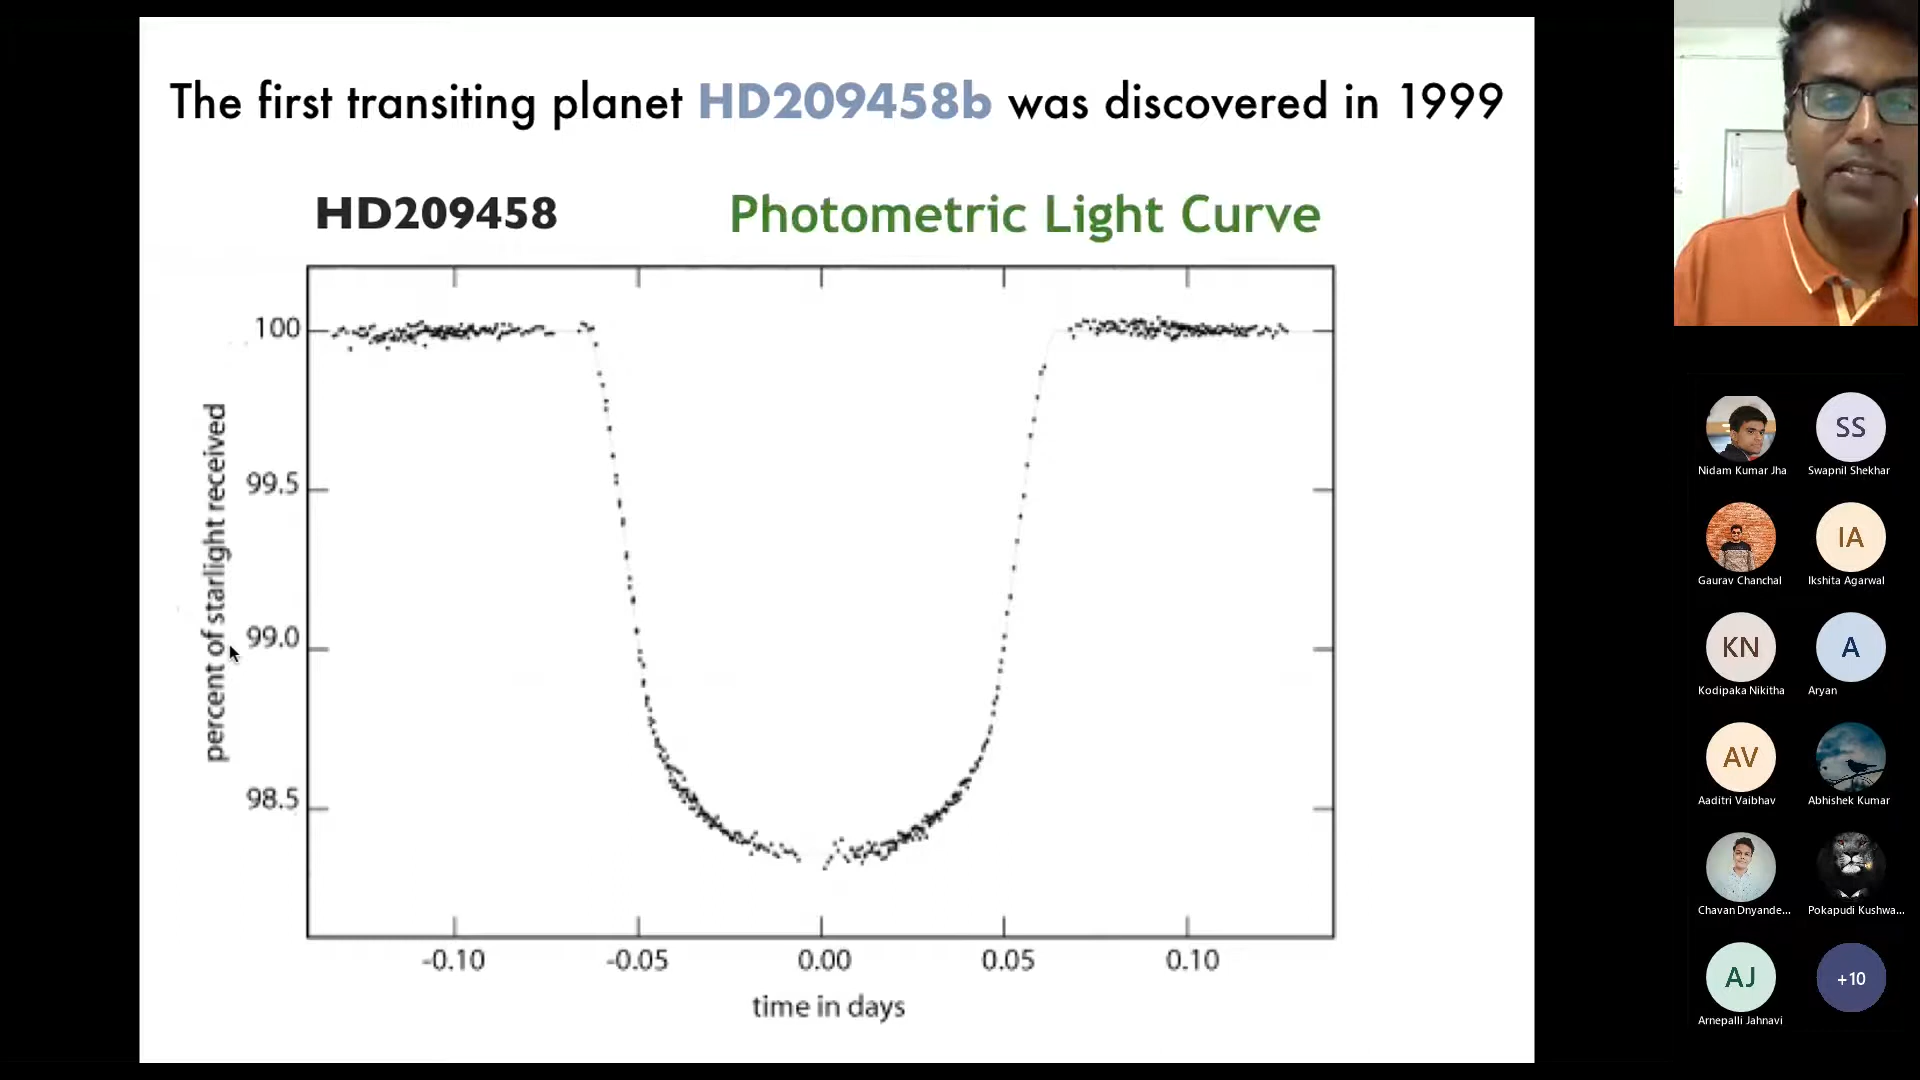 The first transiting planet HD209458b was discovered in 1999
HD209458
Photometric Light Curve
percent of starlight received
100
99.5
99.0
98.5
-0.10
-0.05
0.00
0.05
0.10
time in days
SS
Nidam Kumar Jha
Swapnil Shekhar
IA
Gaurav Chanchal
Ikshita Agarwal
KN
A
Kodipaka Nikitha
Aryan
AV
Aaditri Vaibhav
Abhishek Kumar
Chavan Dnyande...
Pokapudi Kushwa...
AJ
+10
Arnepalli Jahnavi